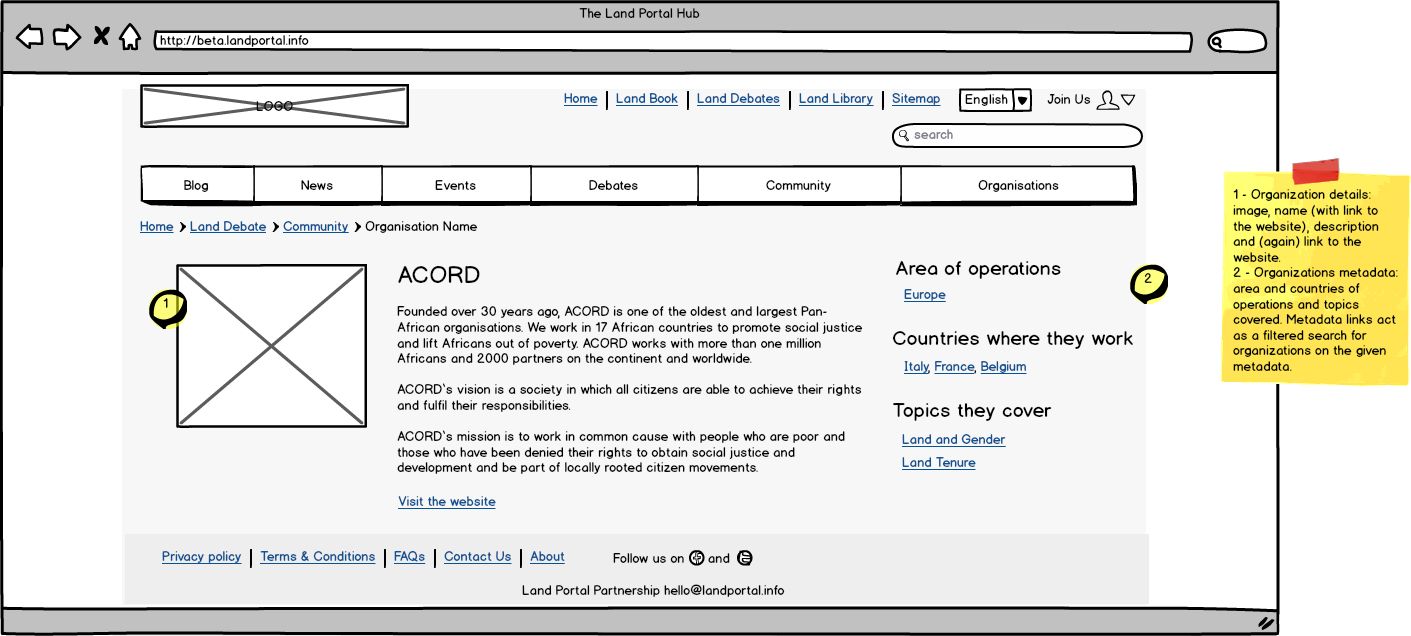 The Land Portal Hub
http://beta.landportal.info
LOGO
Home Land Book Land Debates Land Library Sitemap English Join Us
search
Blog News Events Debates Community Organisations
Home Land Debate Community Organisation Name
1
ACORD
Founded over 30 years ago, ACORD is one of the oldest and largest Pan-
African organisations. We work in 17 African countries to promote social justice
and lift Africans out of poverty. ACORD works with more than one million
Africans and 2000 partners on the continent and worldwide.
ACORD`s vision is a society in which all citizens are able to achieve their rights
and fulfil their responsibilities.
ACORD`s mission is to work in common cause with people who are poor and
those who have been denied their rights to obtain social justice and
development and be part of locally rooted citizen movements.
Visit the website
Area of operations
Europe
Countries where they work
Italy, France, Belgium
Topics they cover
Land and Gender
Land Tenure
2
1 - Organization details:
image, name (with link to
the website), description
and (again) link to the
website.
2 - Organizations metadata:
area and countries of
operations and topics
covered. Metadata links act
as a filtered search for
organizations on the given
metadata.
Privacy policy Terms & Conditions FAQs Contact Us About Follow us on and
Land Portal Partnership hello@landportal.info